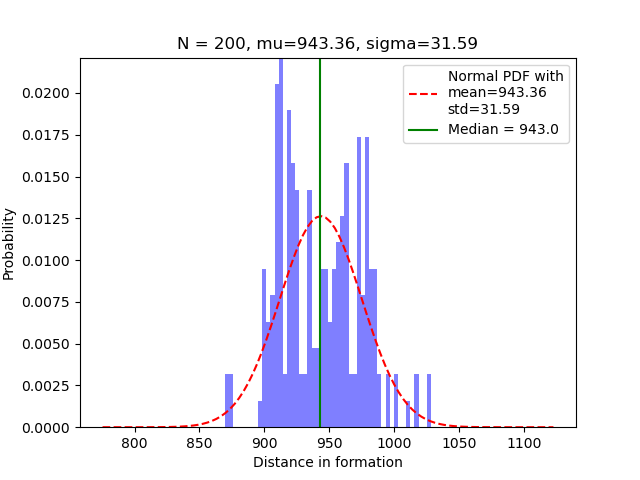 N = 200, mu=943.36, sigma=31.59
Normal PDF with
mean=943.36
std=31.59
Median = 943.0
Probability
0.0200
0.0175
0.0150
0.0125
0.0100
0.0075
0.0050
0.0025
0.0000
800 850 900 950 1000 1050 1100
Distance in formation